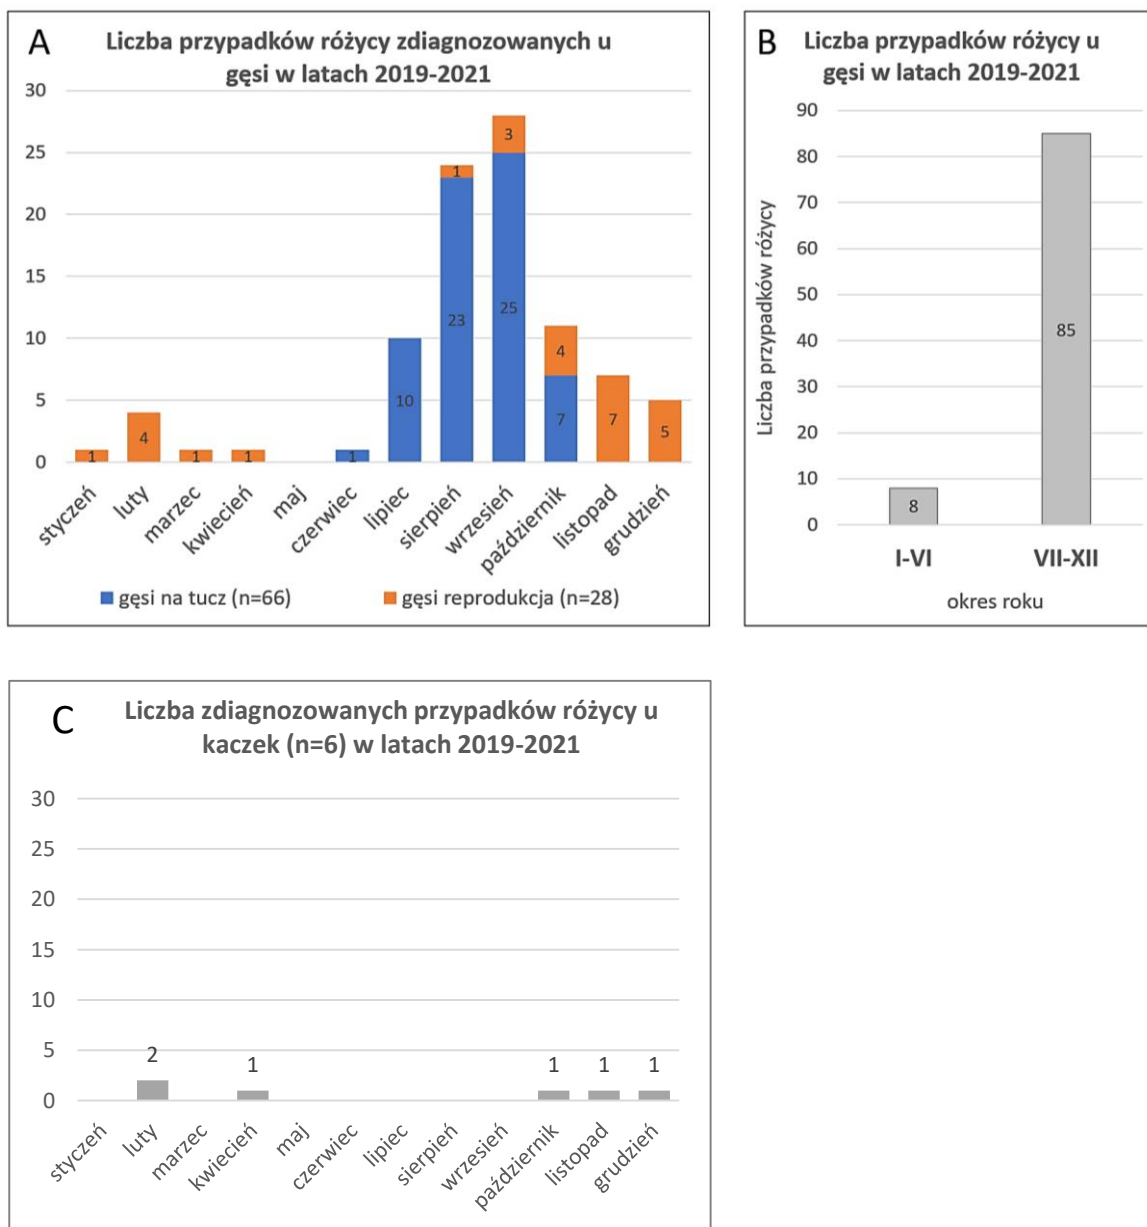 A
Liczba przypadków różycy zdiagnozowanych u
gęsi w latach 2019-2021
30
25
20
15
10
5
0
1
4
1
1
1
10
23
1
25
3
7
4
7
5
styczeń
luty
marzec
kwiecień
maj
czerwiec
lipiec
sierpień
wrzesień
październik
listopad
grudzień
gęsi na tucz (n=66)
gęsi reprodukcja (n=28)
B
Liczba przypadków różycy u
gęsi w latach 2019-2021
Liczba przypadków różycy
90
80
70
60
50
40
30
20
10
0
8
85
I-VI
VII-XII
okres roku
C
Liczba zdiagnozowanych przypadków różycy u
kaczek (n=6) w latach 2019-2021
30
25
20
15
10
5
0
2
1
1
1
1
styczeń
luty
marzec
kwiecień
maj
czerwiec
lipiec
sierpień
wrzesień
październik
listopad
grudzień